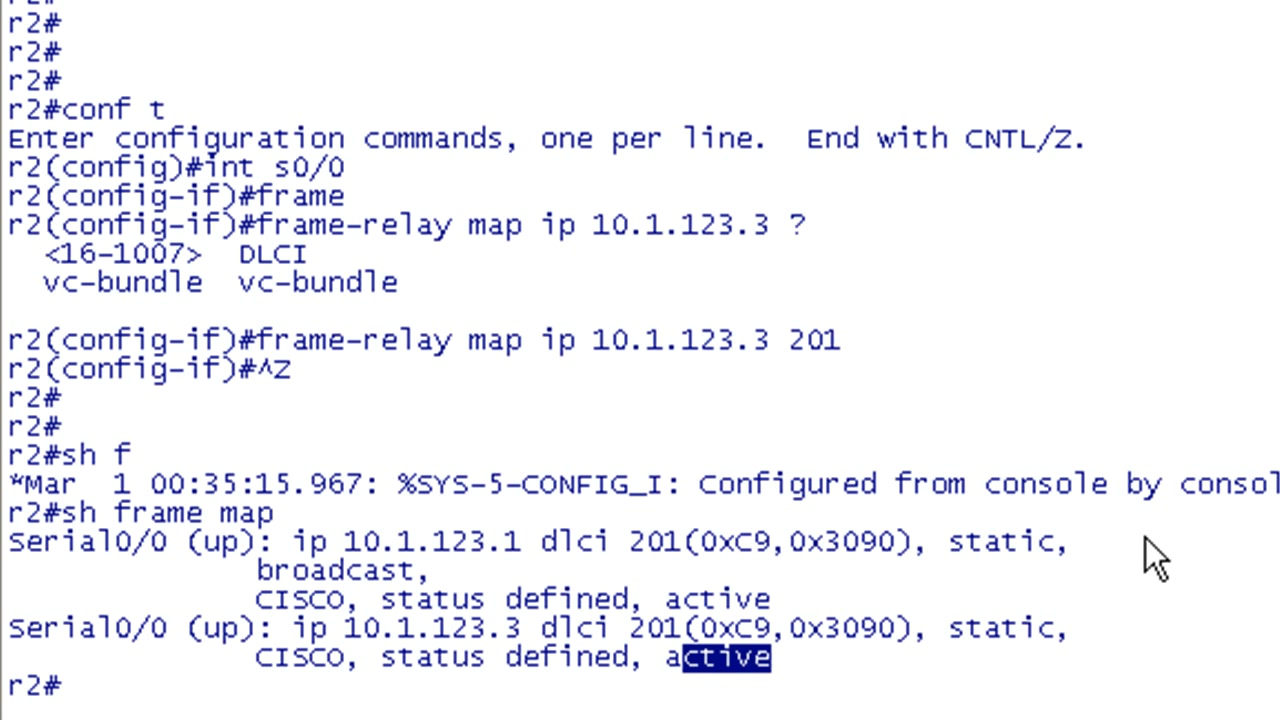 r2#
r2#
r2#
r2#
r2#conf t
Enter configuration commands, one per line.  End with CNTL/Z.
r2(config)#int s0/0
r2(config-if)#frame
r2(config-if)#frame-relay map ip 10.1.123.3 ?
  <16-1007>  DLCI
  vc-bundle  vc-bundle

r2(config-if)#frame-relay map ip 10.1.123.3 201
r2(config-if)#^Z
r2#
r2#
r2#sh f
*Mar  1 00:35:15.967: %SYS-5-CONFIG_I: Configured from console by consol
r2#sh frame map
Serial0/0 (up): ip 10.1.123.1 dlci 201(0xC9,0x3090), static,
              broadcast,
              CISCO, status defined, active
Serial0/0 (up): ip 10.1.123.3 dlci 201(0xC9,0x3090), static,
              CISCO, status defined, active
r2#